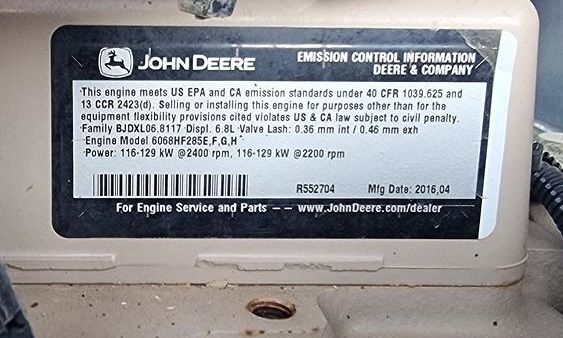 JOHN DEERE
EMISSION CONTROL INFORMATION
DEERE & COMPANY
This engine meets US EPA and CA emission standards under 40 CFR 1039.625 and
13 CCR 2423(d). Selling or installing this engine for purposes other than for the
equipment flexibility provisions cited violates US & CA law subject to civil penalty.
Family BJDXL06.8117 Displ. 6.8L Valve Lash: 0.36 mm int / 0.46 mm exh
Engine Model 6068HF285E,F,G,H
Power: 116-129 kW @2400 rpm, 116-129 kW @2200 rpm
R552704 Mfg Date: 2016,04
For Engine Service and Parts -- www.JohnDeere.com/dealer